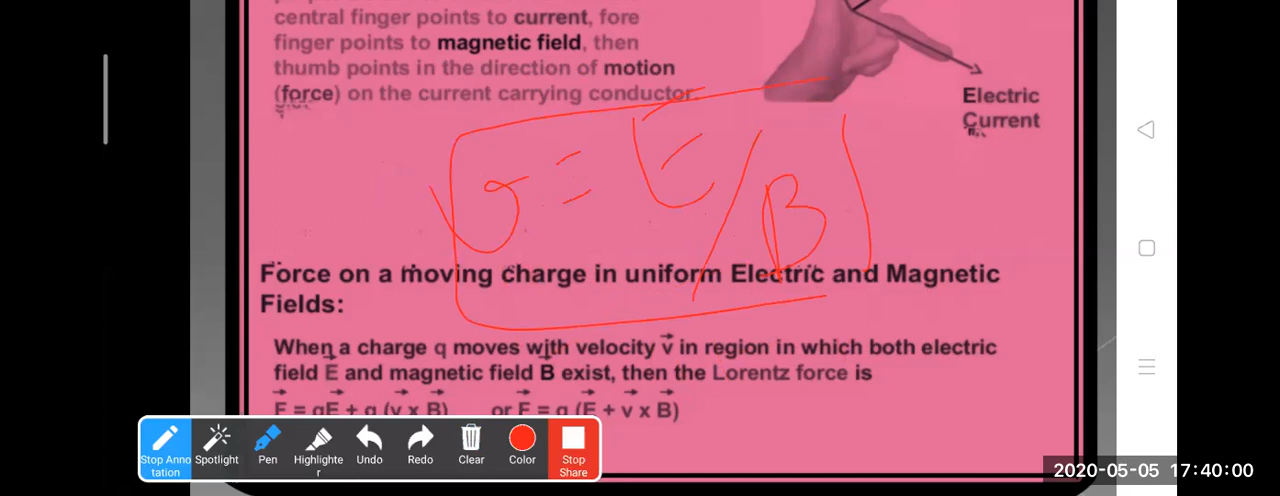 central finger points to current, fore
finger points to magnetic field, then
thumb points in the direction of motion
(force) on the current carrying conductor.
Electric
Current
v = E/B
Force on a moving charge in uniform Electric and Magnetic
Fields:
When a charge q moves with velocity v⃗ in region in which both electric
field E⃗ and magnetic field B⃗ exist, then the Lorentz force is
F⃗ = qE⃗ + q (v⃗ x B⃗) or F⃗ = q (E⃗ + v⃗ x B⃗)
Stop Anno
tation
Spotlight
Pen
Highlighte
r
Undo
Redo
Clear
Color
Stop
Share
2020-05-05 17:40:00